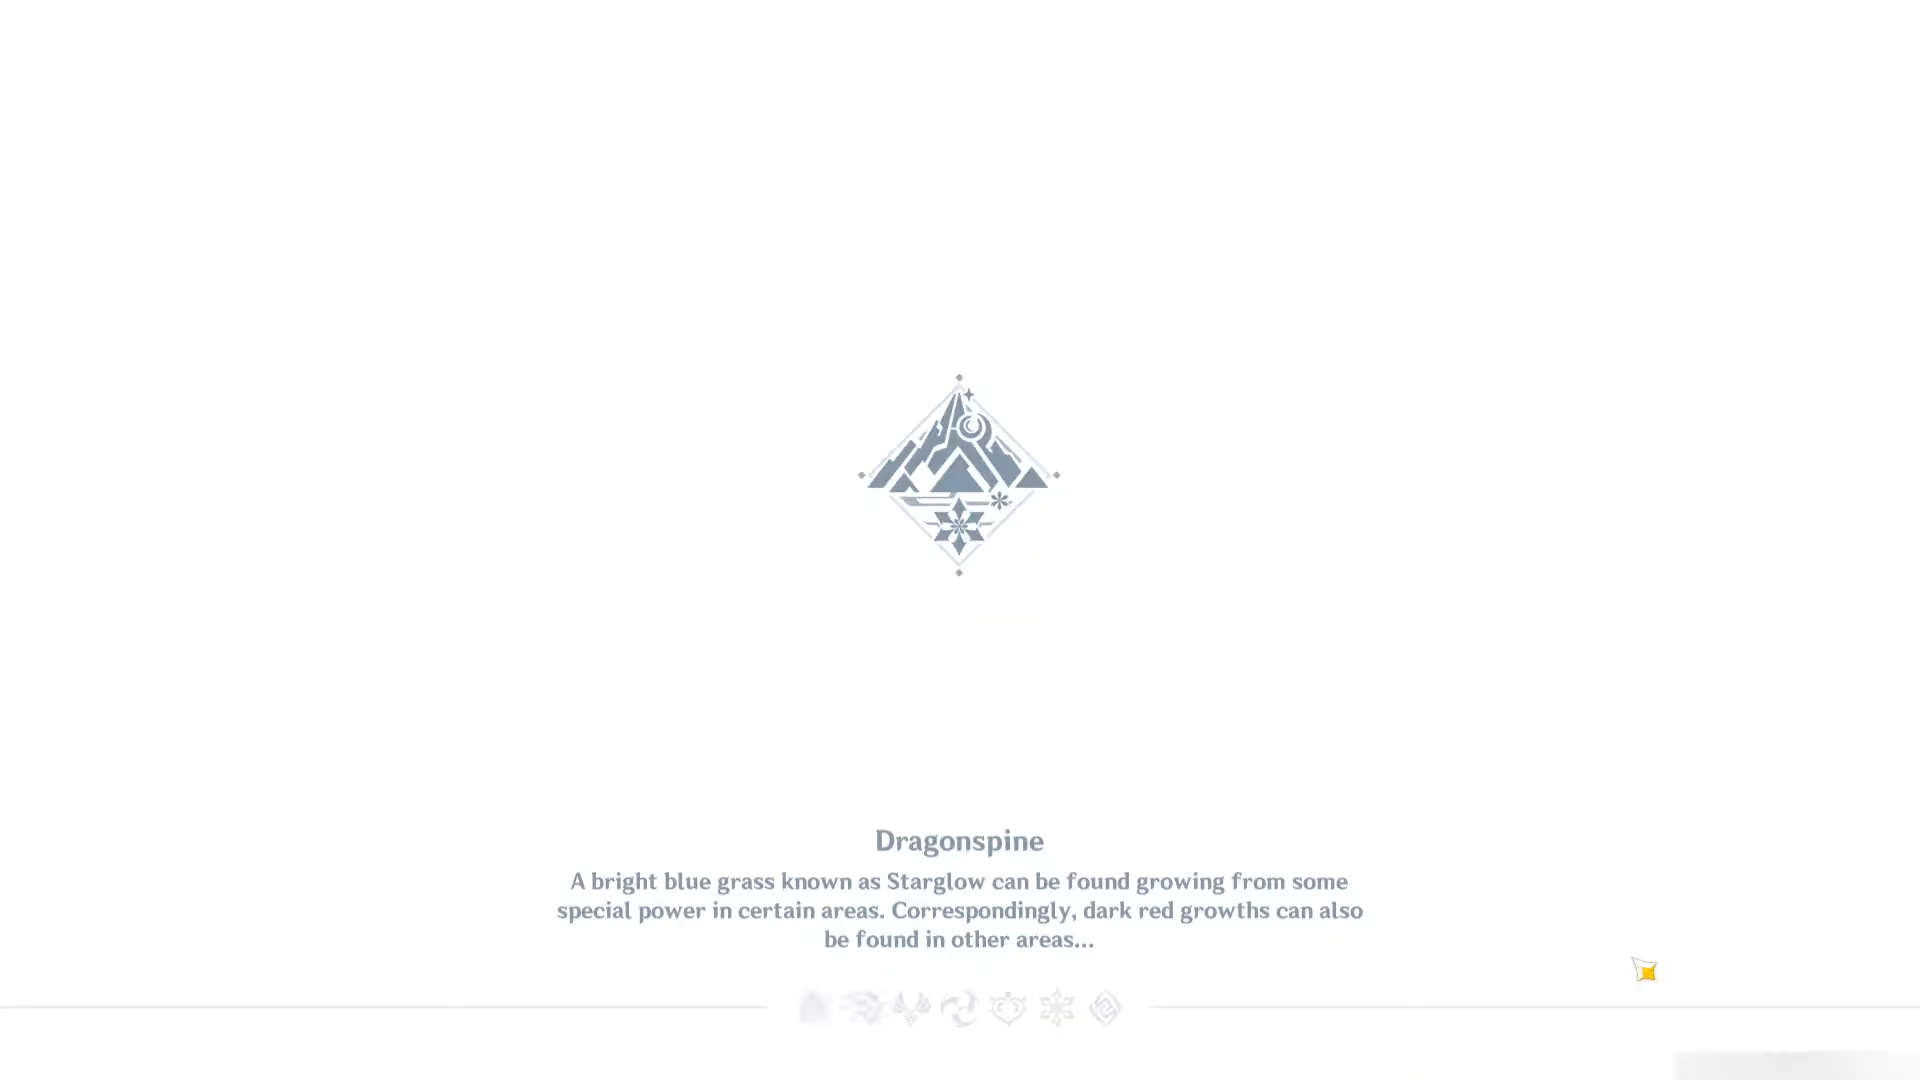 Dragonspine
A bright blue grass known as Starglow can be found growing from some
special power in certain areas. Correspondingly, dark red growths can also
be found in other areas...